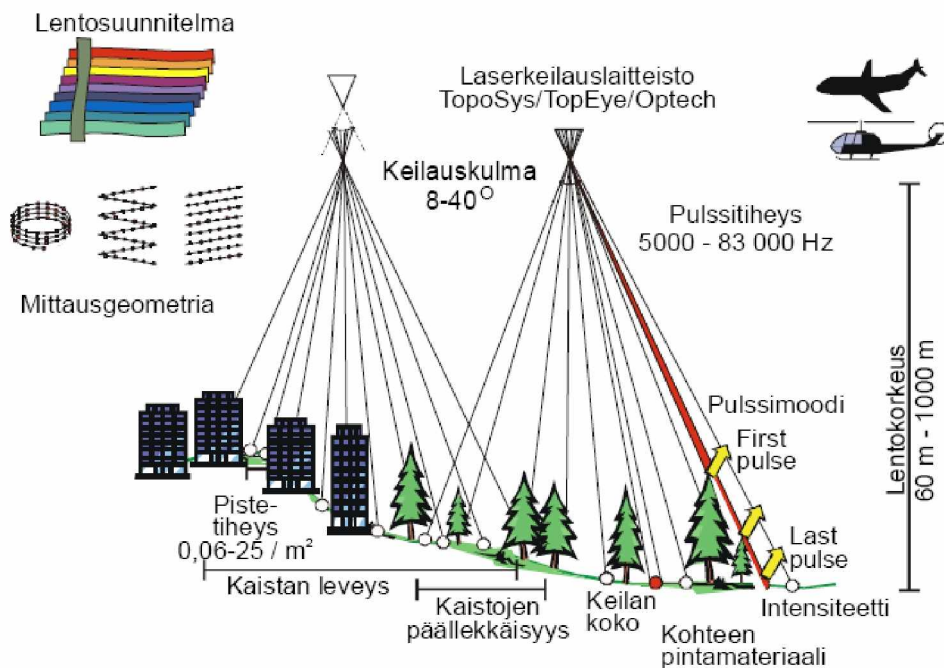 Lentosuunnitelma
Laserkeilauslaitteisto
TopoSys/TopEye/Optech
Keilauskulma
8-40°
Pulssitiheys
5000 - 83 000 Hz
Mittausgeometria
Lentokorkeus
60 m - 1000 m
Pulssimoodi
First
pulse
Last
pulse
Piste-
tiheys
0,06-25 / m²
Kaistan leveys
Kaistojen
päällekkäisyys
Keilan
koko
Intensiteetti
Kohteen
pintamateriaali